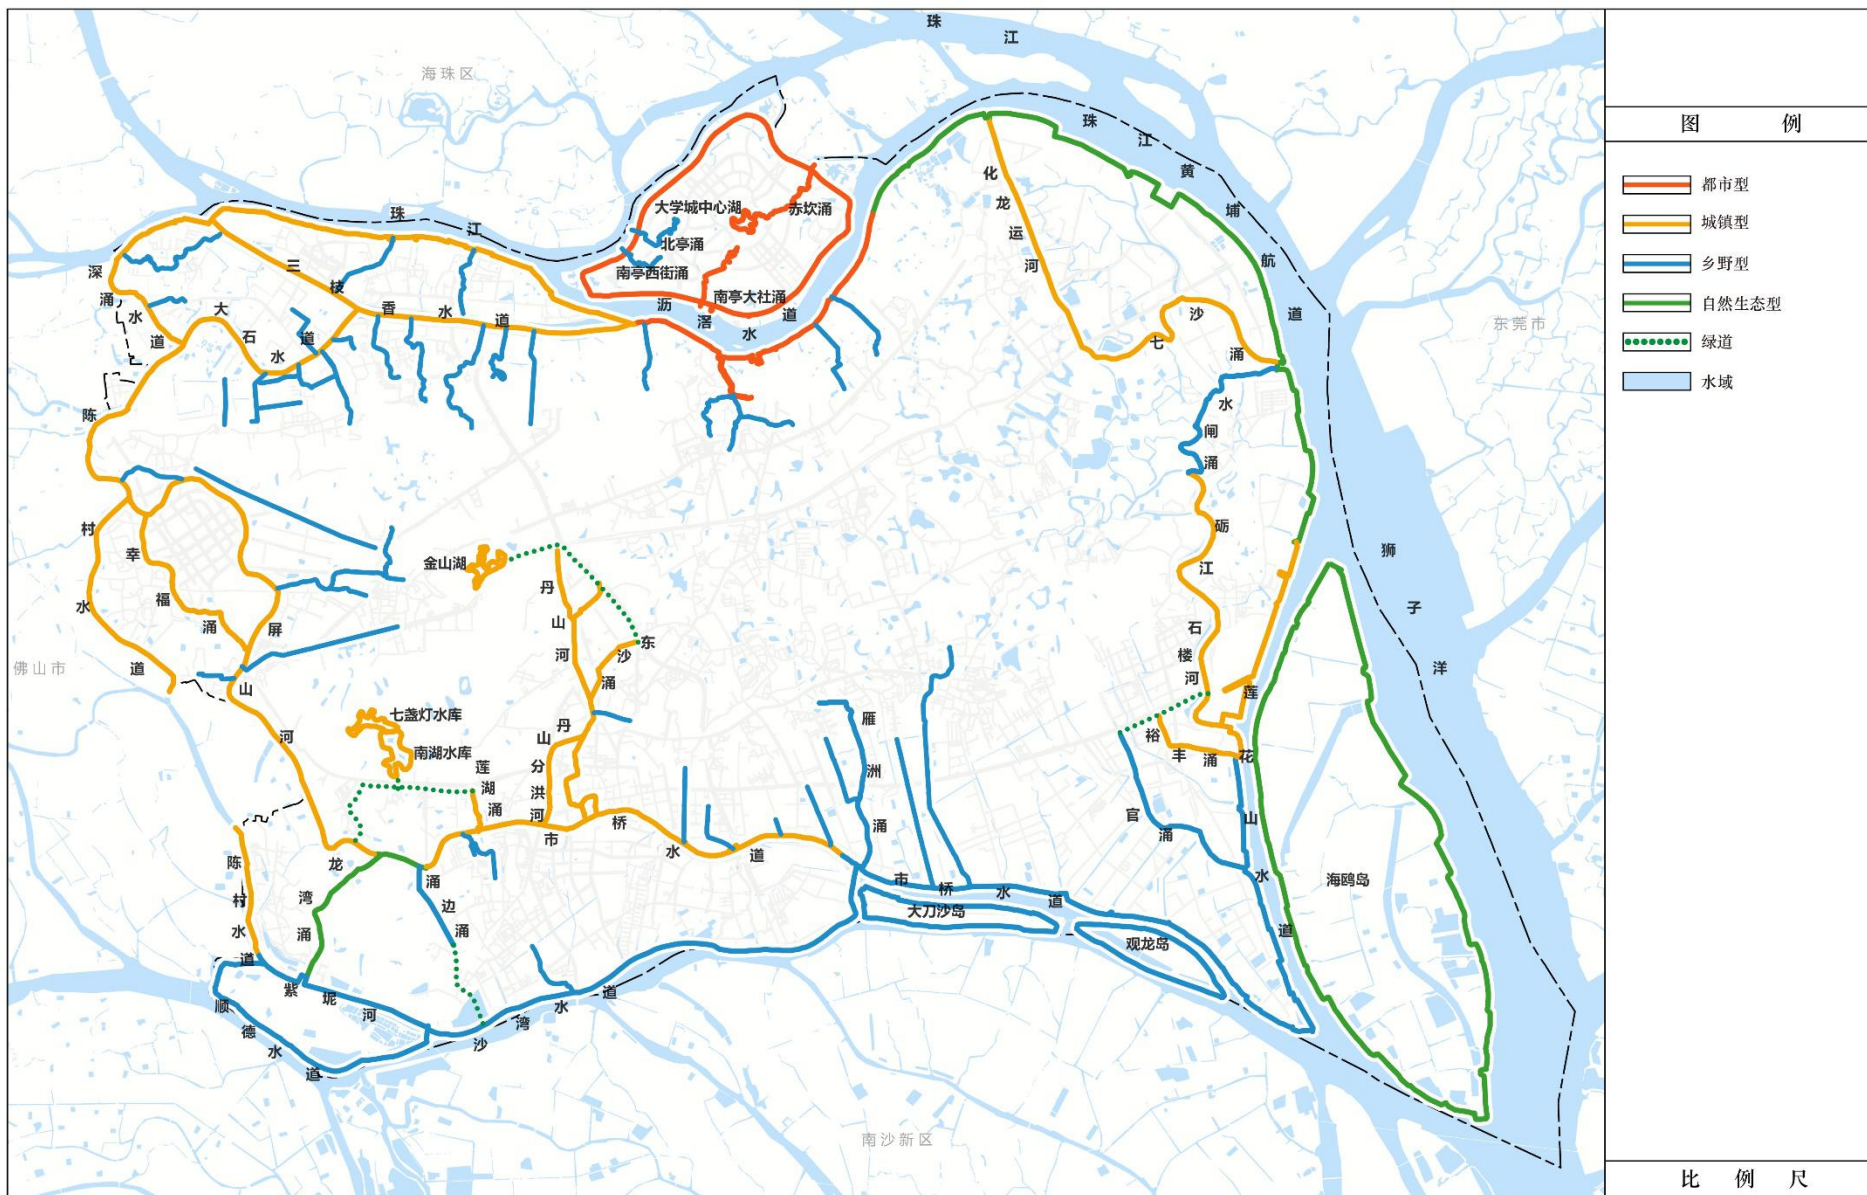 珠江
海珠区
珠江黄埔航道
珠江
化龙运河
大学城中心湖
赤坎涌
北亭涌
南亭西街涌
南亭大社涌
沥滘水道
深涌水道
三枝香水道
大石水道
七沙涌
东莞市
水闸涌
砺江
狮子洋
陈村水道
幸福涌
屏山河
金山湖
丹山河
东沙涌
石楼河
佛山市
七盏灯水库
南湖水库
莲湖涌
丹山分洪河
雁洲涌
裕丰涌
官涌
莲花山水道
海鸥岛
市桥水道
龙湾涌
涌边涌
陈村水道
市桥水道
大刀沙岛
观龙岛
紫坭河
顺德水道
沙湾水道
南沙新区
图 例
都市型
城镇型
乡野型
自然生态型
绿道
水域
比 例 尺